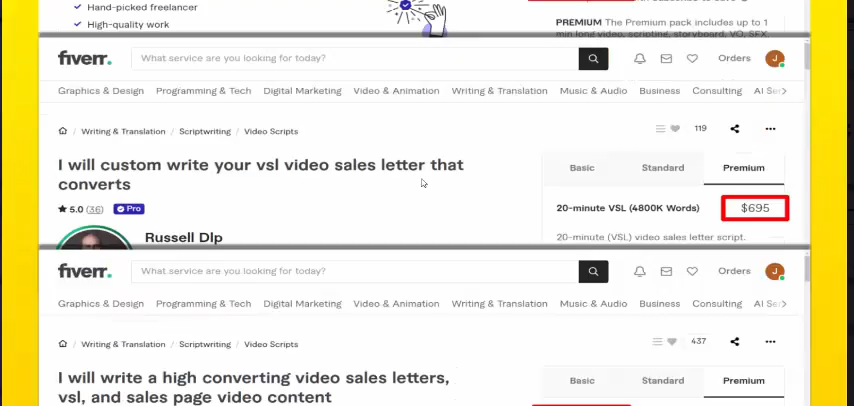 Hand-picked freelancer
High-quality work
PREMIUM The Premium pack includes up to 1
min long video, scripting, storyboard, VO, SFX,
fiverr.
What service are you looking for today?
Orders
J
Graphics & Design Programming & Tech Digital Marketing Video & Animation Writing & Translation Music & Audio Business Consulting AI Ser
/ Writing & Translation / Scriptwriting / Video Scripts
119
I will custom write your vsl video sales letter that
converts
5.0 (36) Pro
Russell Dlp
Basic Standard Premium
20-minute VSL (4800K Words) $695
20-minute (VSL) video sales letter script.
fiverr.
What service are you looking for today?
Orders
J
Graphics & Design Programming & Tech Digital Marketing Video & Animation Writing & Translation Music & Audio Business Consulting AI Ser
/ Writing & Translation / Scriptwriting / Video Scripts
437
I will write a high converting video sales letters,
vsl, and sales page video content
Basic Standard Premium